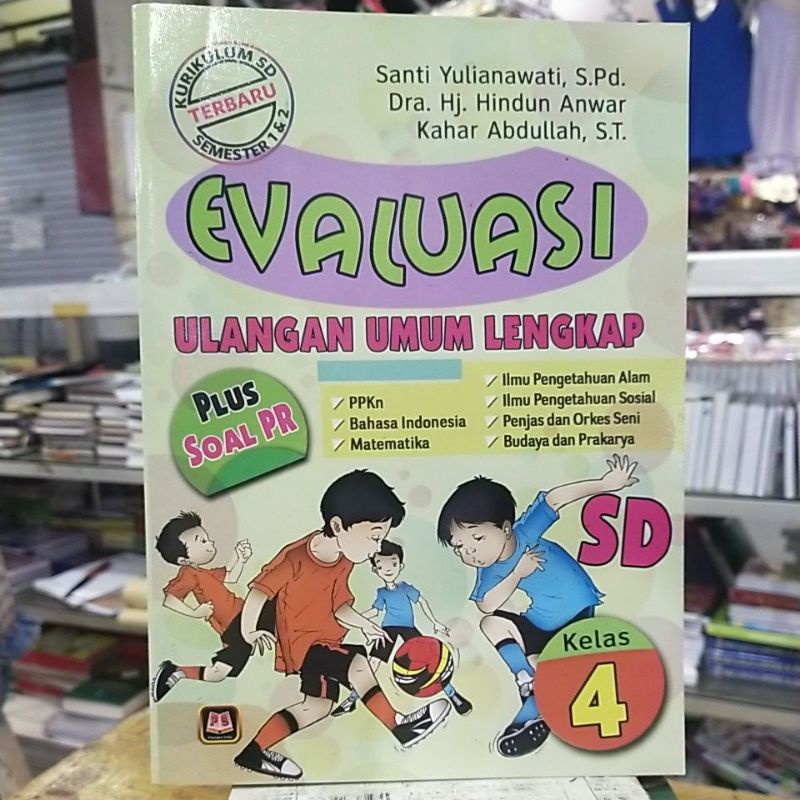 KURIKULUM SD
TERBARU
SEMESTER 1 & 2
Santi Yulianawati, S.Pd.
Dra. Hj. Hindun Anwar
Kahar Abdullah, S.T.
EVALUASI
ULANGAN UMUM LENGKAP
PLUS
SOAL PR
PPKn
Bahasa Indonesia
Matematika
Ilmu Pengetahuan Alam
Ilmu Pengetahuan Sosial
Penjas dan Orkes Seni
Budaya dan Prakarya
SD
Kelas
4
PS